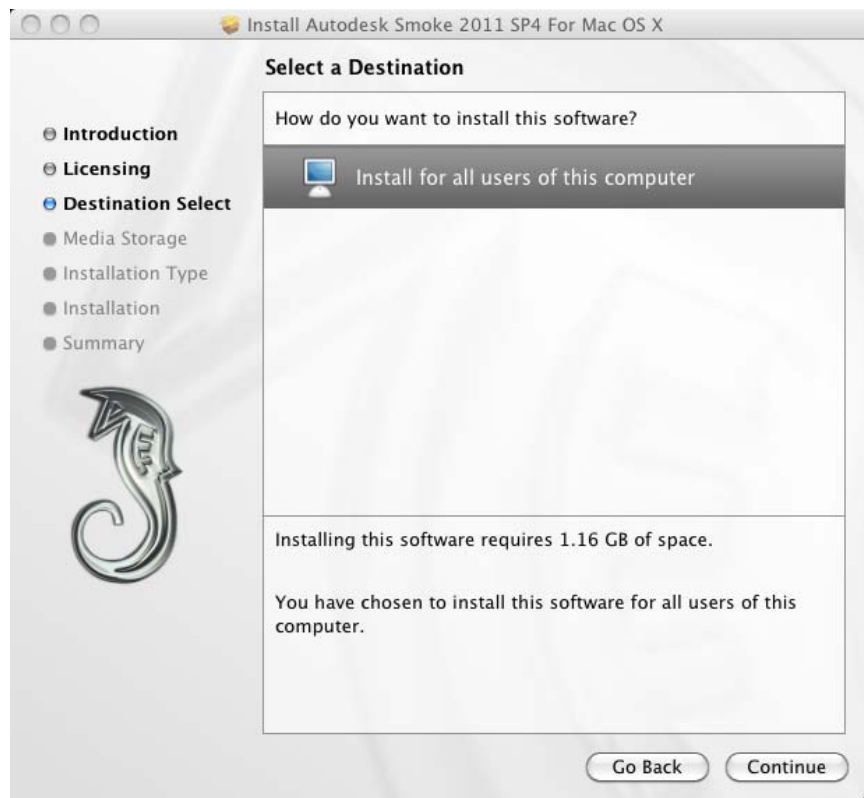 Install Autodesk Smoke 2011 SP4 For Mac OS X
Select a Destination
Introduction
Licensing
Destination Select
Media Storage
Installation Type
Installation
Summary
How do you want to install this software?
Install for all users of this computer
Installing this software requires 1.16 GB of space.
You have chosen to install this software for all users of this
computer.
Go Back
Continue